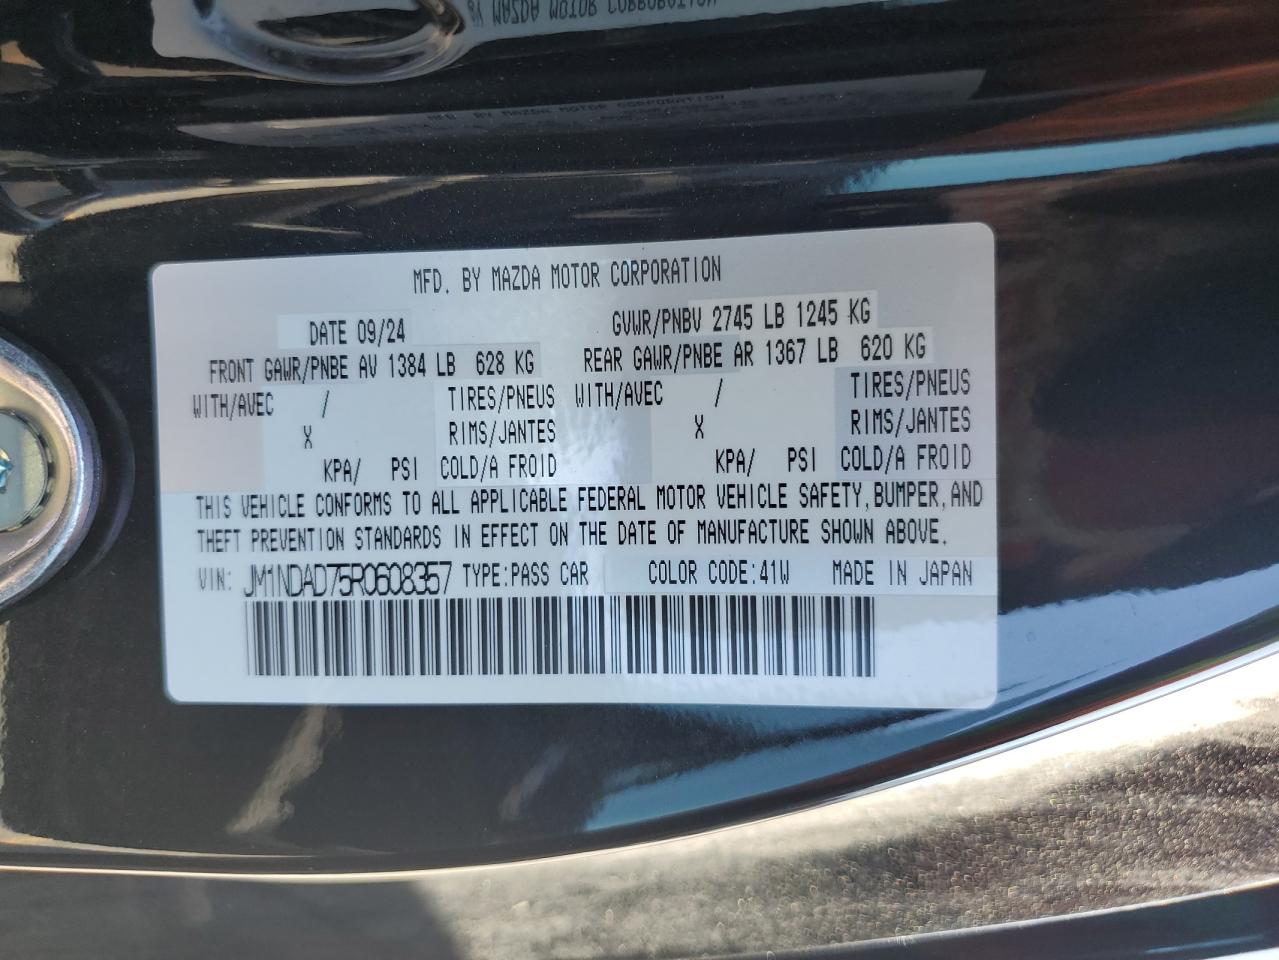 MFD. BY MAZDA MOTOR CORPORATION
DATE 09/24 GVWR/PNBV 2745 LB 1245 KG
FRONT GAWR/PNBE AV 1384 LB 628 KG REAR GAWR/PNBE AR 1367 LB 620 KG
WITH/AVEC / TIRES/PNEUS WITH/AVEC / TIRES/PNEUS
X RIMS/JANTES X RIMS/JANTES
KPA/ PSI COLD/A FROID KPA/ PSI COLD/A FROID
THIS VEHICLE CONFORMS TO ALL APPLICABLE FEDERAL MOTOR VEHICLE SAFETY, BUMPER, AND
THEFT PREVENTION STANDARDS IN EFFECT ON THE DATE OF MANUFACTURE SHOWN ABOVE.
VIN: JM1NDAD75R0608357 TYPE:PASS CAR COLOR CODE:41W MADE IN JAPAN